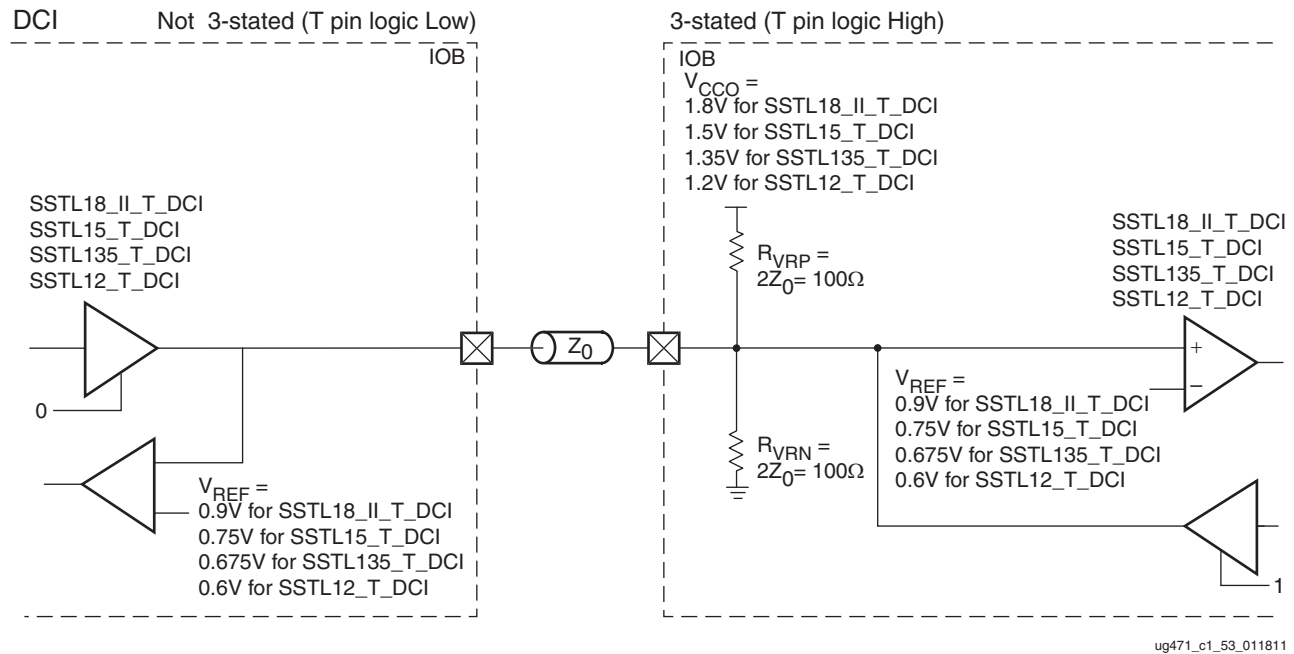 DCI Not 3-stated (T pin logic Low)
3-stated (T pin logic High)
IOB
IOB
VCCO =
1.8V for SSTL18_II_T_DCI
1.5V for SSTL15_T_DCI
1.35V for SSTL135_T_DCI
1.2V for SSTL12_T_DCI
SSTL18_II_T_DCI
SSTL15_T_DCI
SSTL135_T_DCI
SSTL12_T_DCI
SSTL18_II_T_DCI
SSTL15_T_DCI
SSTL135_T_DCI
SSTL12_T_DCI
RVRP =
2Z0= 100Ω
Z0
+
−
0
VREF =
0.9V for SSTL18_II_T_DCI
0.75V for SSTL15_T_DCI
0.675V for SSTL135_T_DCI
0.6V for SSTL12_T_DCI
RVRN =
2Z0= 100Ω
VREF =
0.9V for SSTL18_II_T_DCI
0.75V for SSTL15_T_DCI
0.675V for SSTL135_T_DCI
0.6V for SSTL12_T_DCI
1
ug471_c1_53_011811